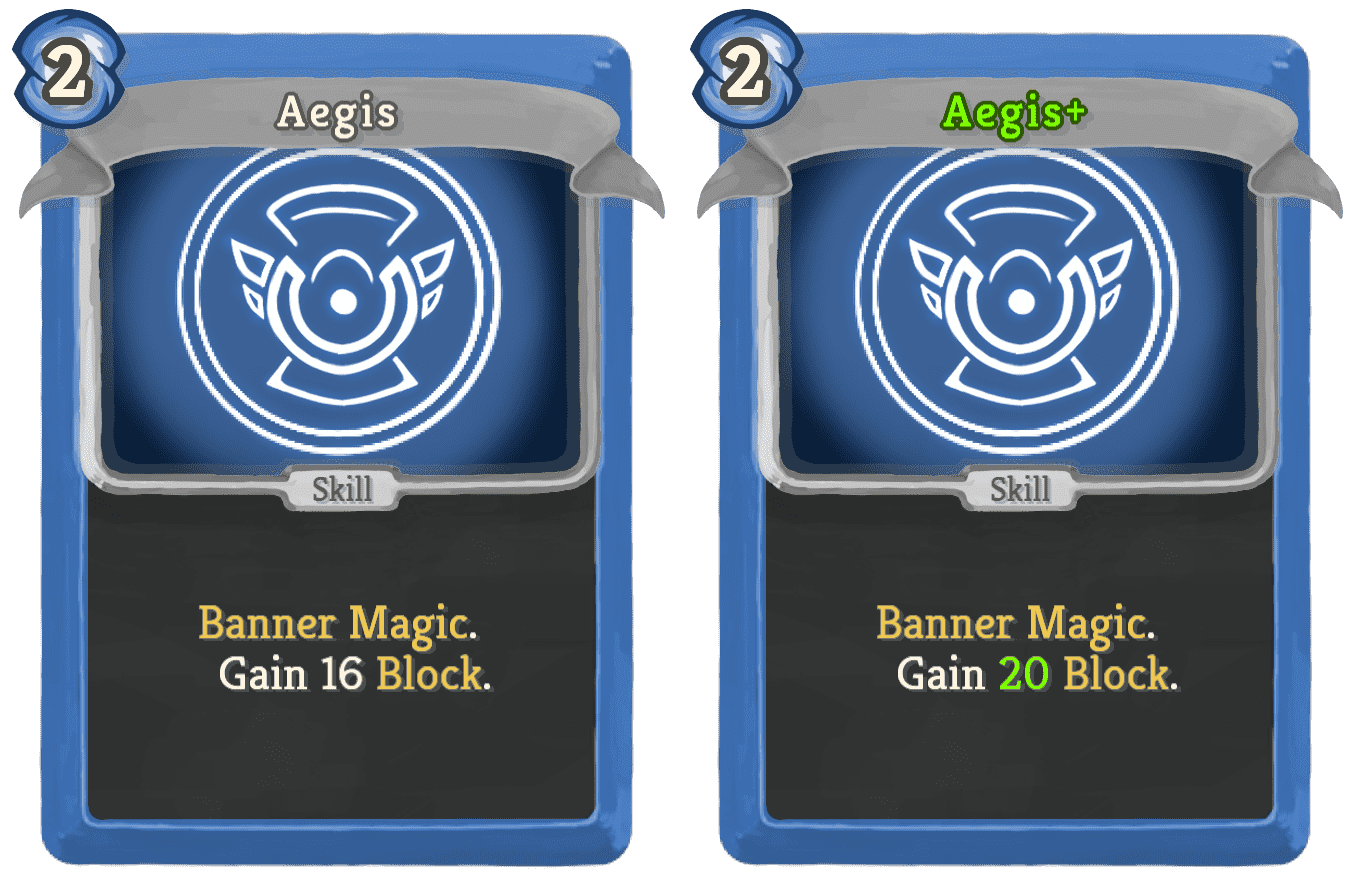 2
Aegis
Skill
Banner Magic.
Gain 16 Block.
2
Aegis+
Skill
Banner Magic.
Gain 20 Block.